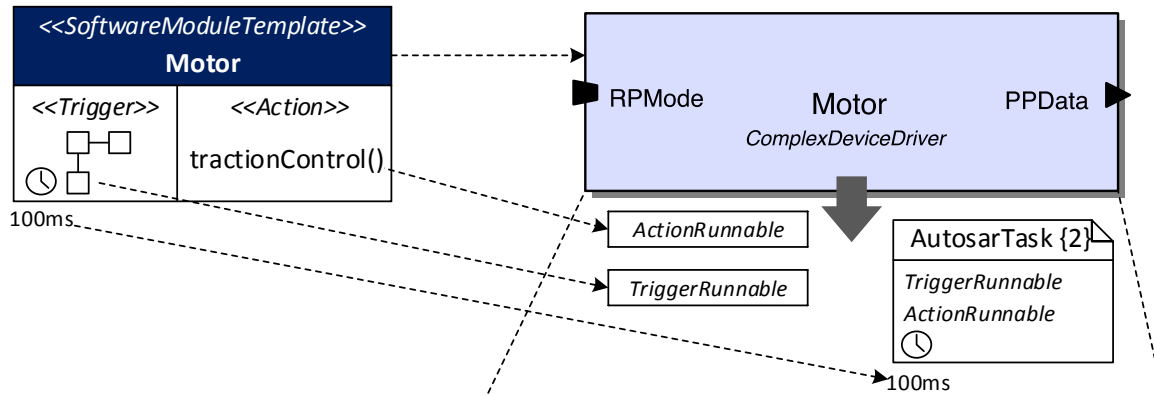 <<SoftwareModuleTemplate>>
Motor
<<Trigger>>
<<Action>>
tractionControl()
100ms
RPMode
Motor
ComplexDeviceDriver
PPData
ActionRunnable
TriggerRunnable
AutosarTask {2}
TriggerRunnable
ActionRunnable
100ms